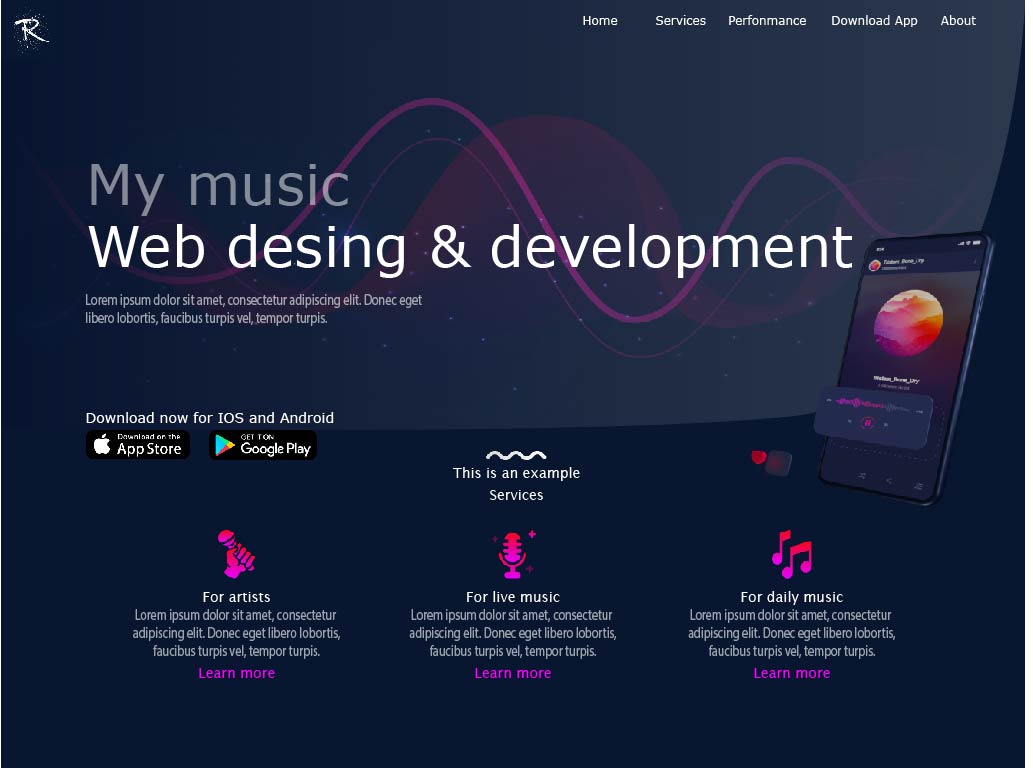 R
Home Services Perfonmance Download App About
My music
Web desing & development
Lorem ipsum dolor sit amet, consectetur adipiscing elit. Donec eget
libero lobortis, faucibus turpis vel, tempor turpis.
Download now for IOS and Android
Download on the
App Store
GET IT ON
Google Play
This is an example
Services
For artists
Lorem ipsum dolor sit amet, consectetur
adipiscing elit. Donec eget libero lobortis,
faucibus turpis vel, tempor turpis.
Learn more
For live music
Lorem ipsum dolor sit amet, consectetur
adipiscing elit. Donec eget libero lobortis,
faucibus turpis vel, tempor turpis.
Learn more
For daily music
Lorem ipsum dolor sit amet, consectetur
adipiscing elit. Donec eget libero lobortis,
faucibus turpis vel, tempor turpis.
Learn more